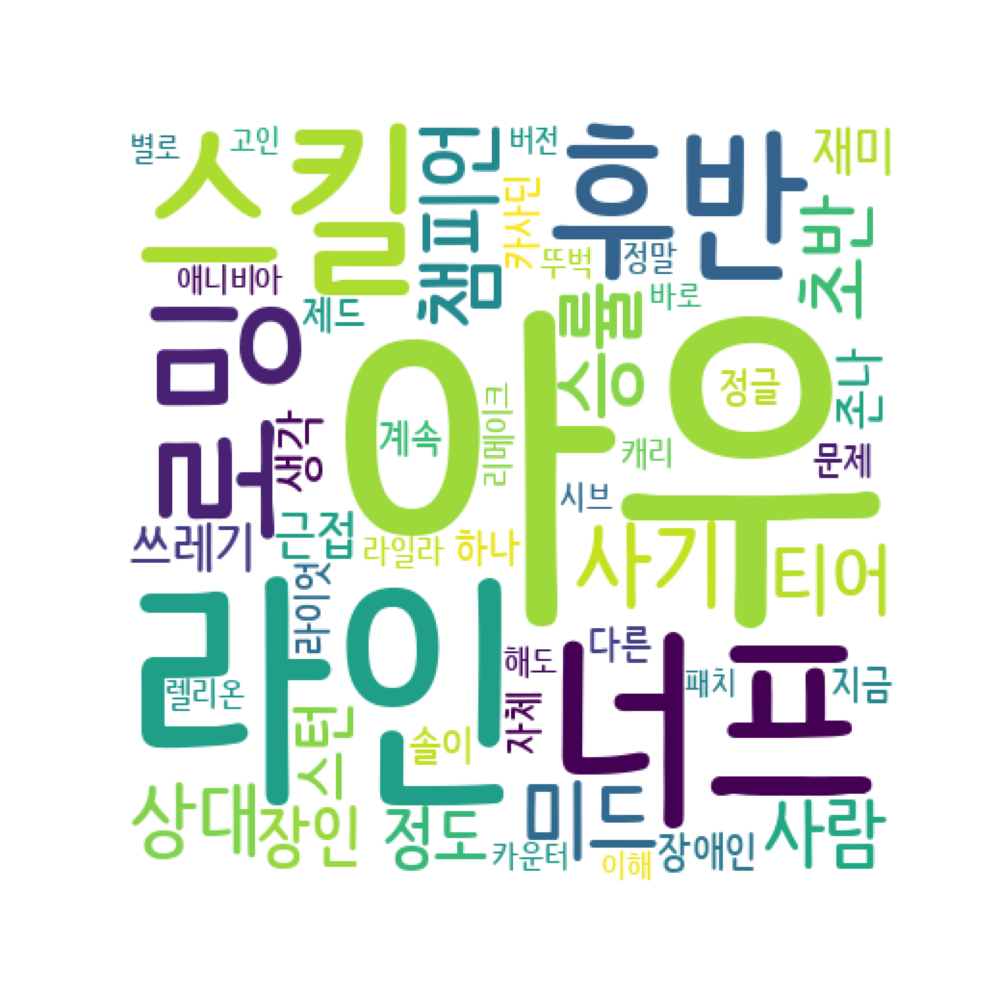 별로
고인
스킬
챔피언
버전
후반
재미
카사딘
뚜벅
정말
초반
애니비아
제드
바로
로밍
승률
아우
정글
존나
생각
계속
리메이크
캐리
문제
쓰레기
근접
라일라
하나
시브
사기
티어
라이엇
라인
렐리온
다른
해도
너프
패치
지금
자체
스턴
솔이
상대
장인
정도
미드
카운터
이해
장애인
사람